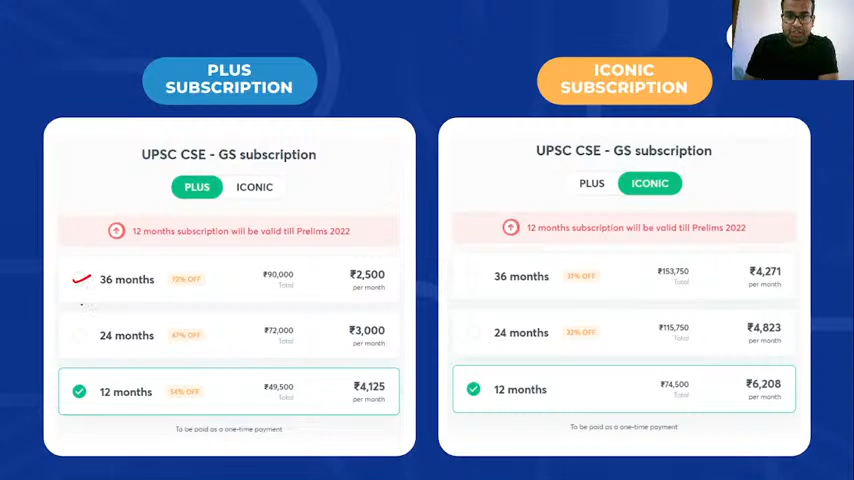 PLUS
SUBSCRIPTION
UPSC CSE - GS subscription
PLUS ICONIC
12 months subscription will be valid till Prelims 2022
36 months 72% OFF ₹90,000 ₹2,500
Total per month
24 months 67% OFF ₹72,000 ₹3,000
Total per month
12 months 54% OFF ₹49,500 ₹4,125
Total per month
To be paid as a one-time payment
ICONIC
SUBSCRIPTION
UPSC CSE - GS subscription
PLUS ICONIC
12 months subscription will be valid till Prelims 2022
36 months 31% OFF ₹153,750 ₹4,271
Total per month
24 months 22% OFF ₹115,750 ₹4,823
Total per month
12 months ₹74,500 ₹6,208
Total per month
To be paid as a one-time payment